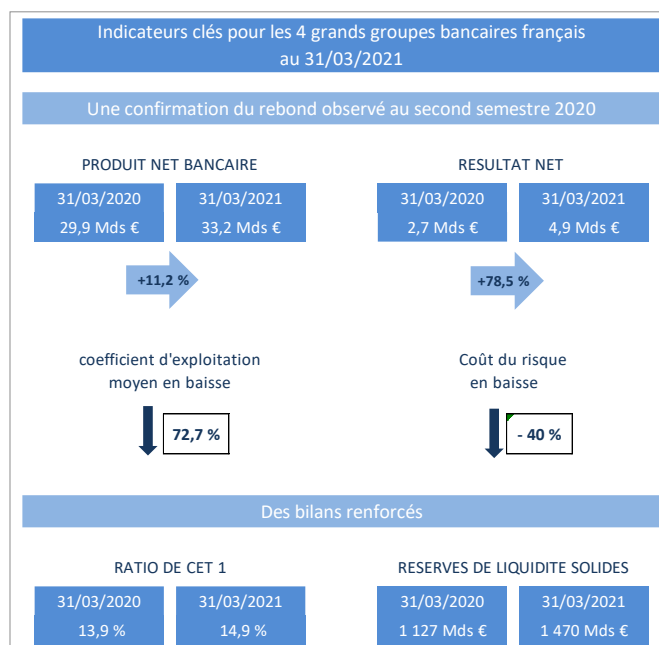 Indicateurs clés pour les 4 grands groupes bancaires français
au 31/03/2021
Une confirmation du rebond observé au second semestre 2020
PRODUIT NET BANCAIRE
31/03/2020
29,9 Mds €
31/03/2021
33,2 Mds €
+11,2 %
RESULTAT NET
31/03/2020
2,7 Mds €
31/03/2021
4,9 Mds €
+78,5 %
coefficient d'exploitation
moyen en baisse
72,7 %
Coût du risque
en baisse
- 40 %
Des bilans renforcés
RATIO DE CET 1
31/03/2020
13,9 %
31/03/2021
14,9 %
RESERVES DE LIQUIDITE SOLIDES
31/03/2020
1 127 Mds €
31/03/2021
1 470 Mds €